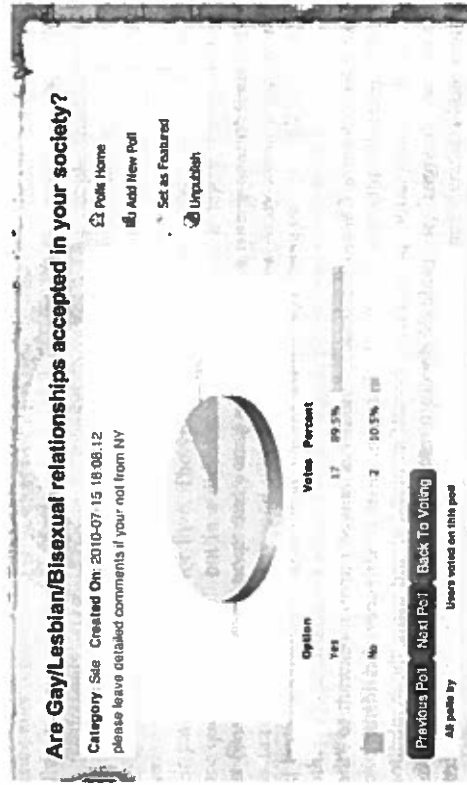 Are Gay/Lesbian/Bisexual relationships accepted in your society?
Category: Site Created On: 2010-07-15 18:08:12
please leave detailed comments if your not from NY
Polls Home
Add New Poll
Set as Featured
Unpublish
Option Votes Percent
Yes 17 89.5%
No 2 10.5%
Previous Poll Next Poll Back To Voting
All polls by Users voted on this poll